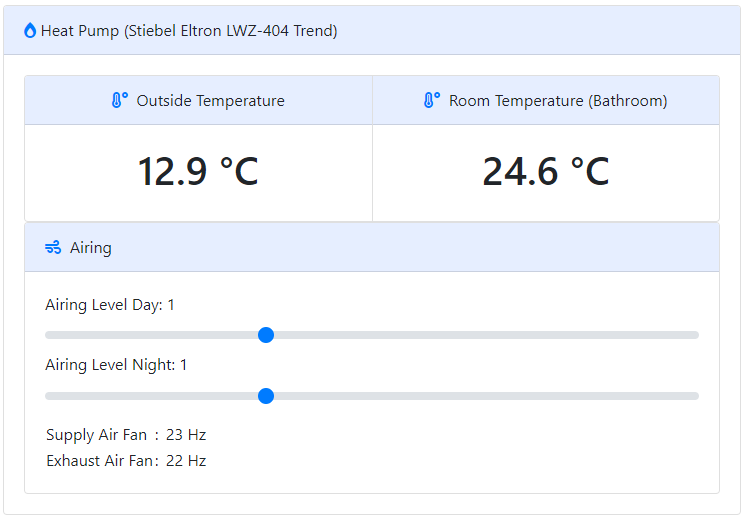 Heat Pump (Stiebel Eltron LWZ-404 Trend)
Outside Temperature
Room Temperature (Bathroom)
12.9 °C
24.6 °C
Airing
Airing Level Day: 1
Airing Level Night: 1
Supply Air Fan : 23 Hz
Exhaust Air Fan: 22 Hz